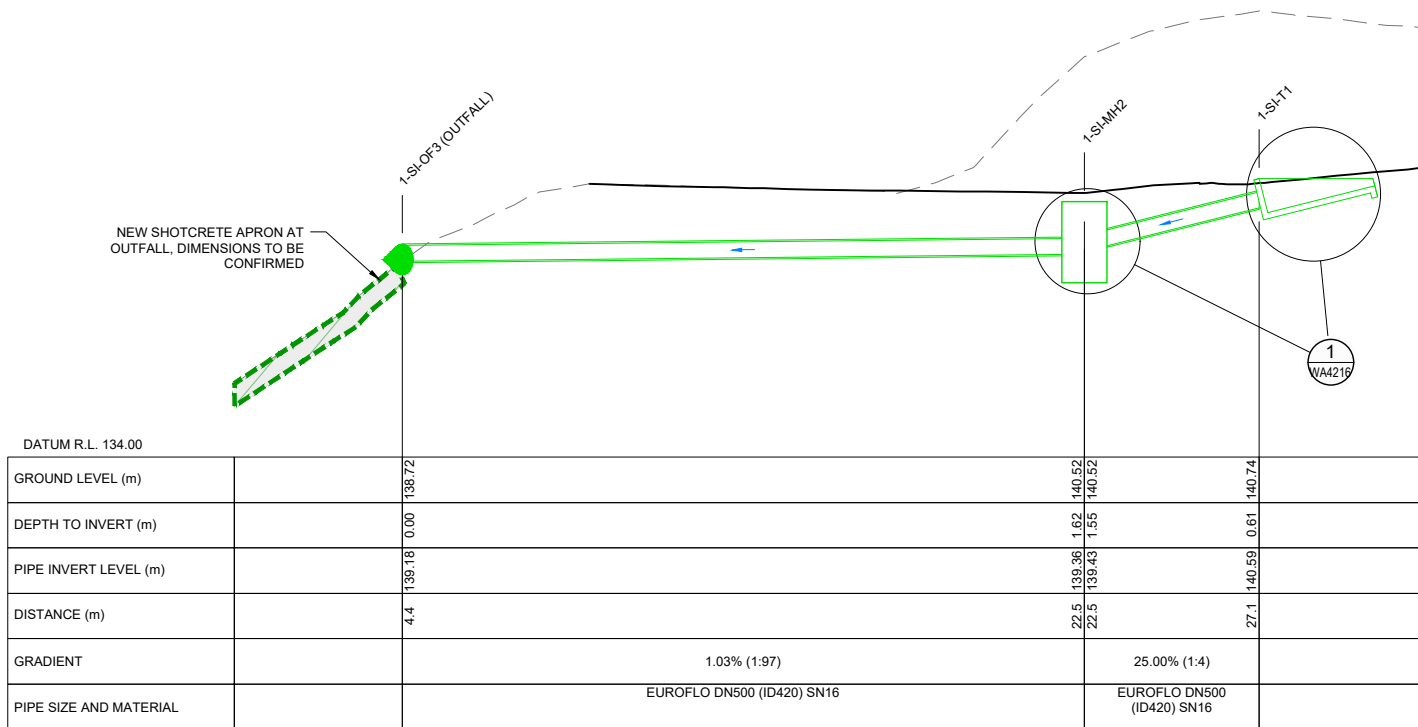 1-SI-OF3 (OUTFALL)
1-SI-MH2
1-SI-T1
NEW SHOTCRETE APRON AT
OUTFALL, DIMENSIONS TO BE
CONFIRMED
1
WA4216
DATUM R.L. 134.00
GROUND LEVEL (m) 138.72 140.52 140.52 140.74
DEPTH TO INVERT (m) 0.00 1.62 1.55 0.61
PIPE INVERT LEVEL (m) 139.18 139.36 139.43 140.59
DISTANCE (m) 4.4 22.5 22.5 27.1
GRADIENT 1.03% (1:97) 25.00% (1:4)
PIPE SIZE AND MATERIAL EUROFLO DN500 (ID420) SN16 EUROFLO DN500
(ID420) SN16